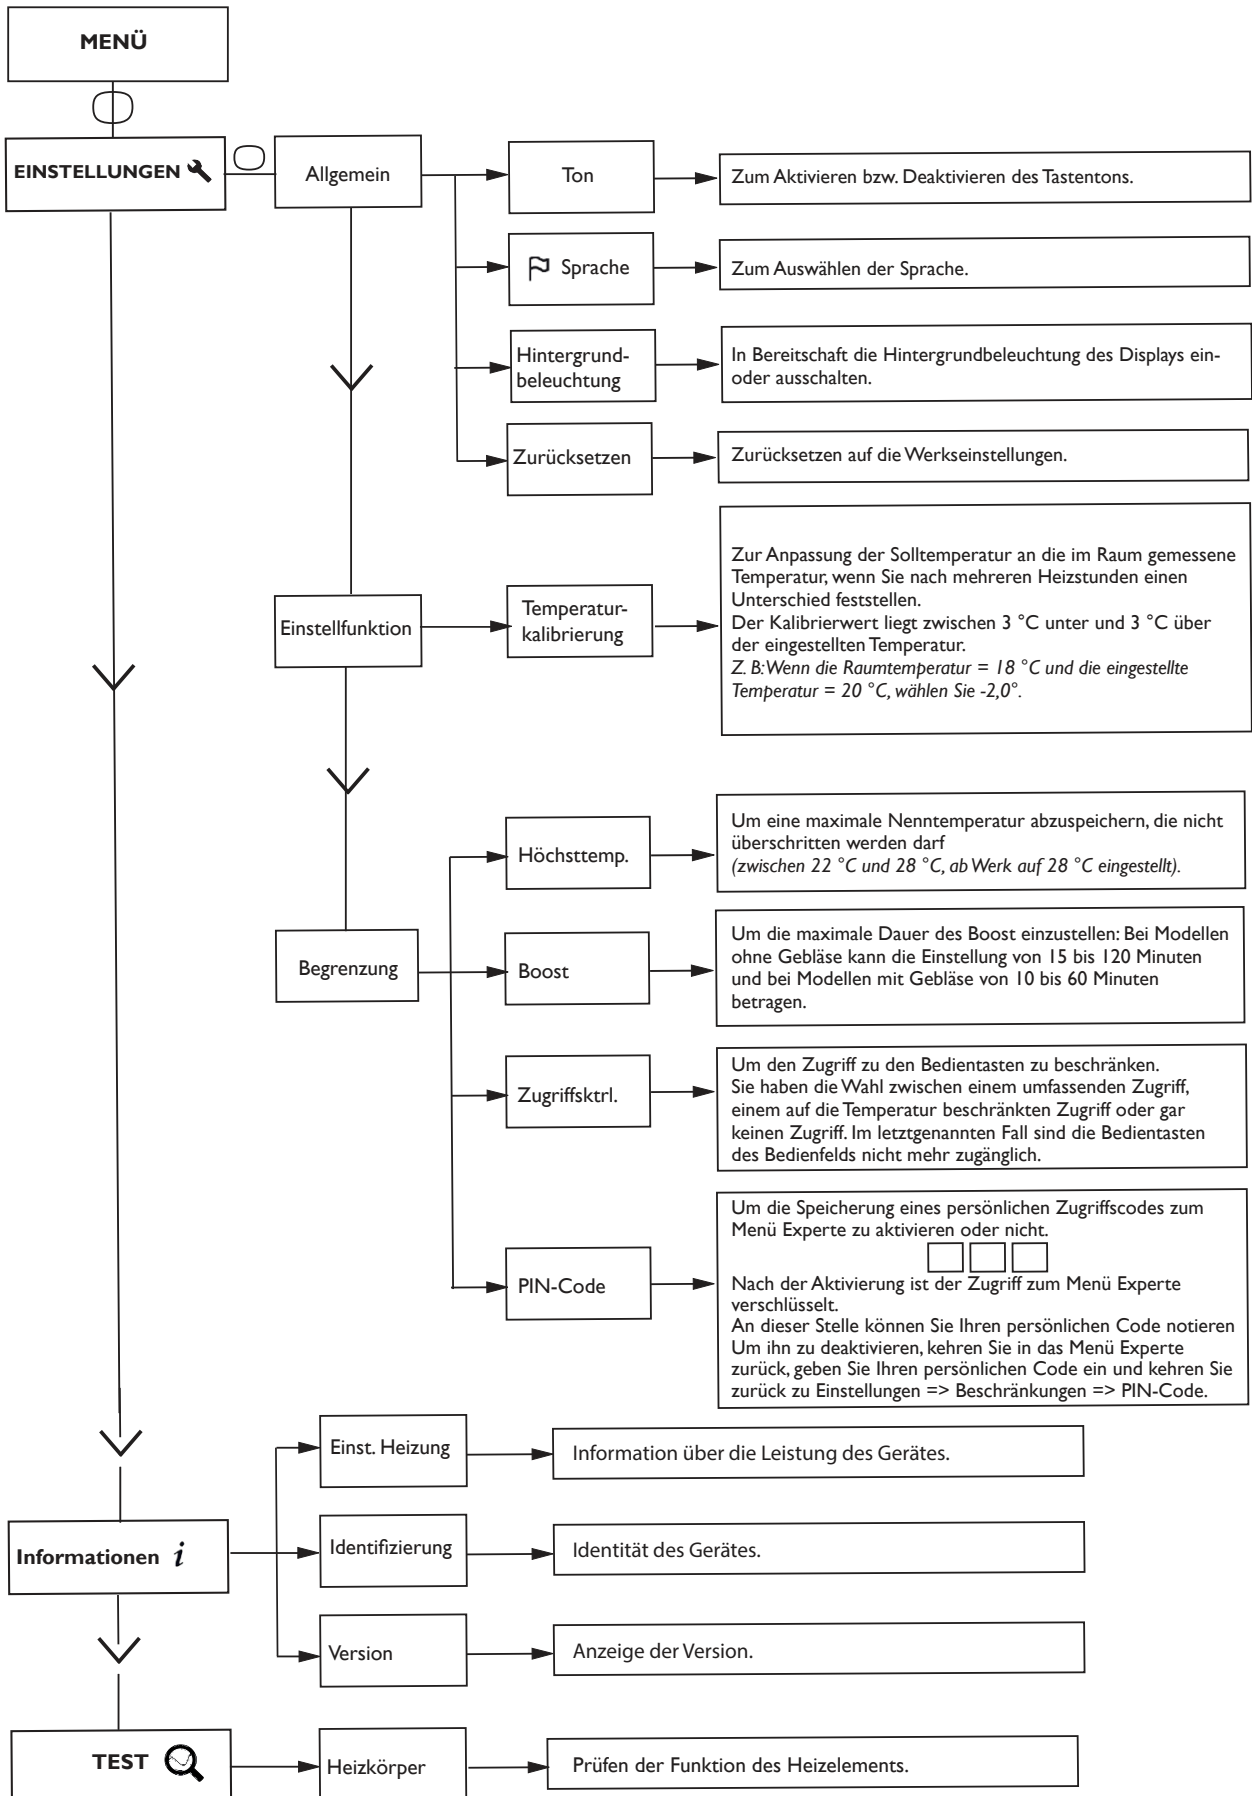 MENÜ
EINSTELLUNGEN
Allgemein
Ton
Zum Aktivieren bzw. Deaktivieren des Tastentons.
Sprache
Zum Auswählen der Sprache.
Hintergrund-
beleuchtung
In Bereitschaft die Hintergrundbeleuchtung des Displays ein-
oder ausschalten.
Zurücksetzen
Zurücksetzen auf die Werkseinstellungen.
Einstellfunktion
Temperatur-
kalibrierung
Zur Anpassung der Solltemperatur an die im Raum gemessene
Temperatur, wenn Sie nach mehreren Heizstunden einen
Unterschied feststellen.
Der Kalibrierwert liegt zwischen 3 °C unter und 3 °C über
der eingestellten Temperatur.
Z. B: Wenn die Raumtemperatur = 18 °C und die eingestellte
Temperatur = 20 °C, wählen Sie -2,0°.
Begrenzung
Höchsttemp.
Um eine maximale Nenntemperatur abzuspeichern, die nicht
überschritten werden darf
(zwischen 22 °C und 28 °C, ab Werk auf 28 °C eingestellt).
Boost
Um die maximale Dauer des Boost einzustellen: Bei Modellen
ohne Gebläse kann die Einstellung von 15 bis 120 Minuten
und bei Modellen mit Gebläse von 10 bis 60 Minuten
betragen.
Zugriffsktrl.
Um den Zugriff zu den Bedientasten zu beschränken.
Sie haben die Wahl zwischen einem umfassenden Zugriff,
einem auf die Temperatur beschränkten Zugriff oder gar
keinen Zugriff. Im letztgenannten Fall sind die Bedientasten
des Bedienfelds nicht mehr zugänglich.
PIN-Code
Um die Speicherung eines persönlichen Zugriffscodes zum
Menü Experte zu aktivieren oder nicht.
Nach der Aktivierung ist der Zugriff zum Menü Experte
verschlüsselt.
An dieser Stelle können Sie Ihren persönlichen Code notieren
Um ihn zu deaktivieren, kehren Sie in das Menü Experte
zurück, geben Sie Ihren persönlichen Code ein und kehren Sie
zurück zu Einstellungen => Beschränkungen => PIN-Code.
Informationen i
Einst. Heizung
Information über die Leistung des Gerätes.
Identifizierung
Identität des Gerätes.
Version
Anzeige der Version.
TEST
Heizkörper
Prüfen der Funktion des Heizelements.